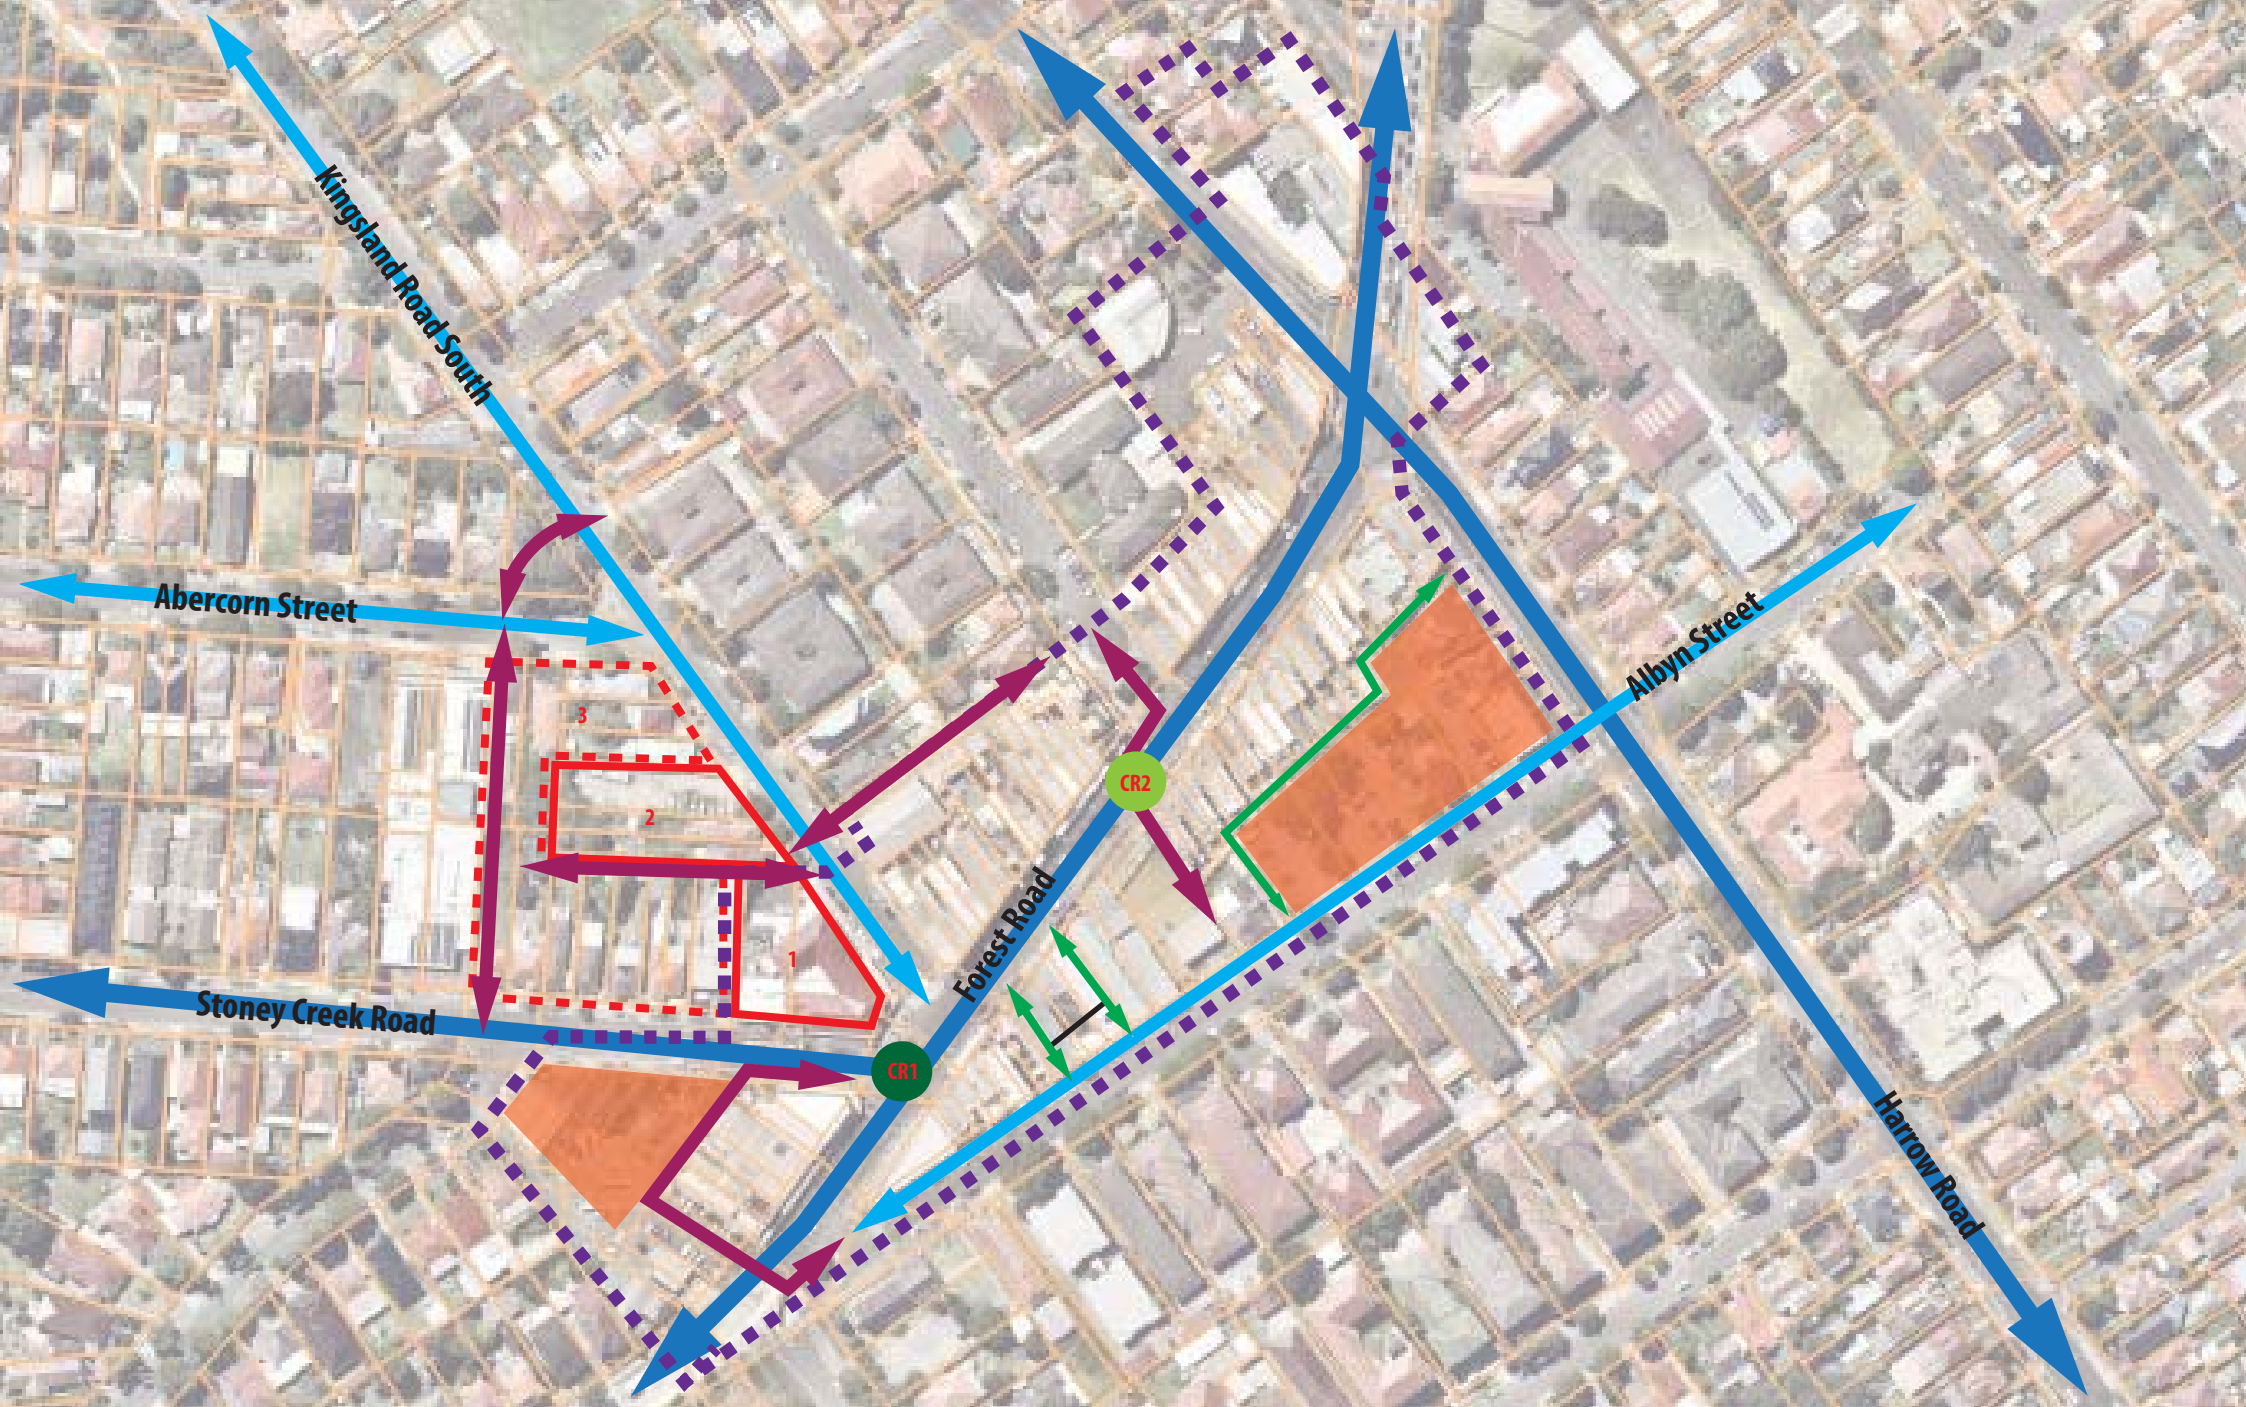 Kingsland Road South
Abercorn Street
Albyn Street
3
CR2
2
Forest Road
1
Stoney Creek Road
CR1
Harrow Road